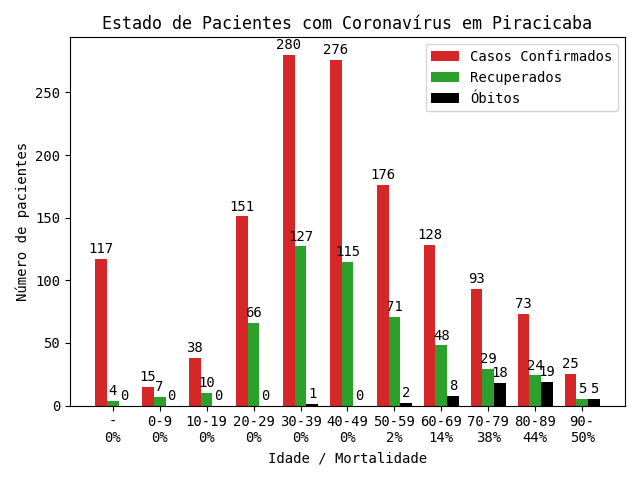 Estado de Pacientes com Coronavírus em Piracicaba
Casos Confirmados
Recuperados
Óbitos
Número de pacientes
250
200
150
100
50
0
117 4 0
15 7 0
38 10 0
151 66 0
280 127 1
276 115 0
176 71 2
128 48 8
93 29 18
73 24 19
25 5 5
- 0-9 10-19 20-29 30-39 40-49 50-59 60-69 70-79 80-89 90-
0% 0% 0% 0% 0% 0% 2% 14% 38% 44% 50%
Idade / Mortalidade